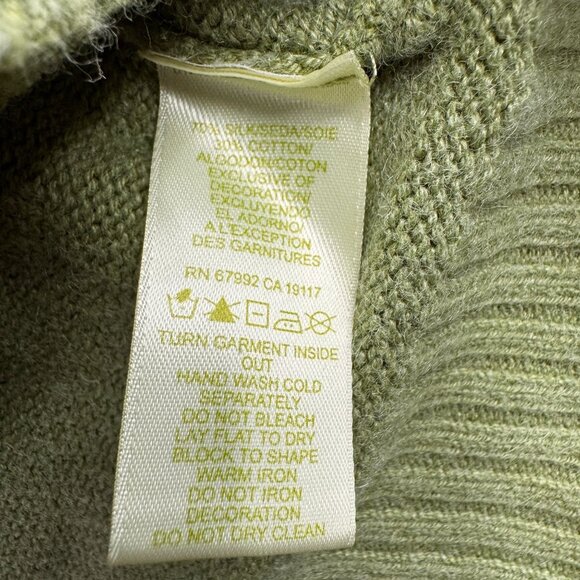 70% SILK/SEDA/SOIE
30% COTTON/
ALGODON/COTON
EXCLUSIVE OF
DECORATION/
EXCLUYENDO
EL ADORNO/
A L'EXCEPTION
DES GARNITURES
RN 67992 CA 19117
TURN GARMENT INSIDE
OUT
HAND WASH COLD
SEPARATELY
DO NOT BLEACH
LAY FLAT TO DRY
BLOCK TO SHAPE
WARM IRON
DO NOT IRON
DECORATION
DO NOT DRY CLEAN